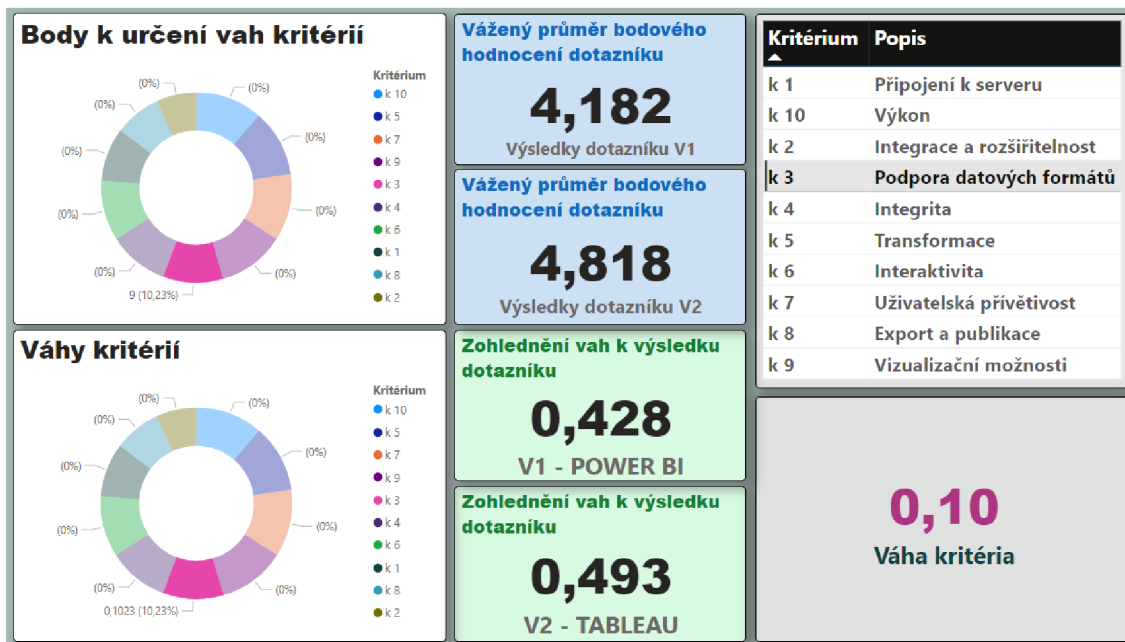 Body k určení vah kritérií
(0%)
(0%)
(0%)
(0%)
(0%)
(0%)
(0%)
(0%)
(0%)
9 (10,23%)
Kritérium
k 10
k 5
k 7
k 9
k 3
k 4
k 6
k 1
k 8
k 2
Váhy kritérií
(0%)
(0%)
(0%)
(0%)
(0%)
(0%)
(0%)
(0%)
(0%)
0,1023 (10,23%)
Kritérium
k 10
k 5
k 7
k 9
k 3
k 4
k 6
k 1
k 8
k 2
Vážený průměr bodového
hodnocení dotazníku
4,182
Výsledky dotazníku V1
Vážený průměr bodového
hodnocení dotazníku
4,818
Výsledky dotazníku V2
Zohlednění vah k výsledku
dotazníku
0,428
V1 - POWER BI
Zohlednění vah k výsledku
dotazníku
0,493
V2 - TABLEAU
Kritérium Popis
k 1 Připojení k serveru
k 10 Výkon
k 2 Integrace a rozšiřitelnost
k 3 Podpora datových formátů
k 4 Integrita
k 5 Transformace
k 6 Interaktivita
k 7 Uživatelská přívětivost
k 8 Export a publikace
k 9 Vizualizační možnosti
0,10
Váha kritéria